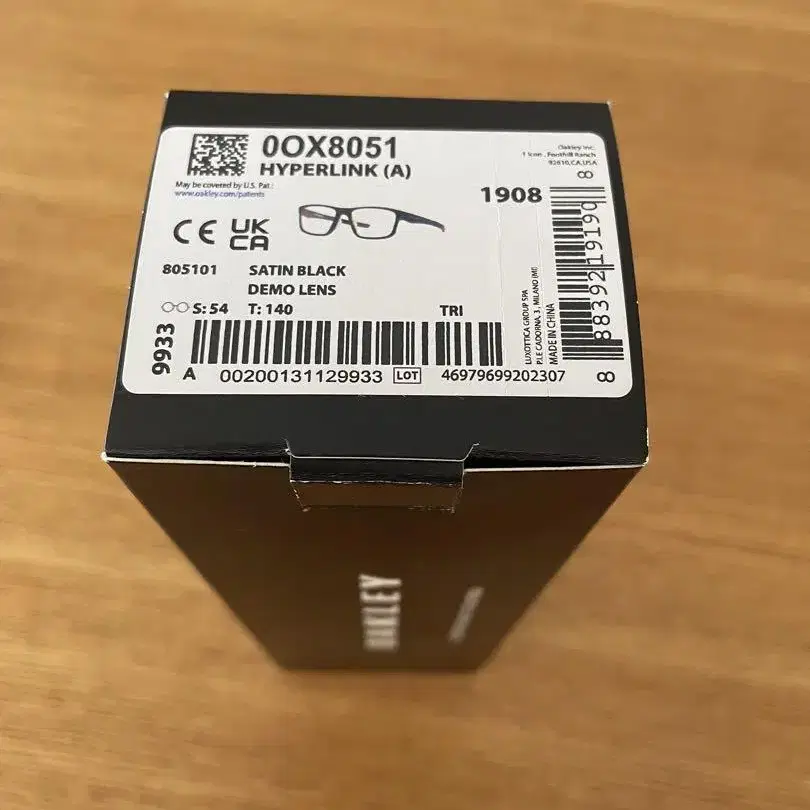 0OX8051
HYPERLINK (A)
May be covered by U.S. Pat.:
www.oakley.com/patents
Oakley Inc.
1 Icon , Foothill Ranch
92610,CA,USA
1908
CE UK
CA
805101 SATIN BLACK
DEMO LENS
S: 54 T: 140 TRI
9933
A 00200131129933 LOT 46979699202307
LUXOTTICA GROUP SPA
P.LE CADORNA, 3 , MILANO (MI)
MADE IN CHINA
8 883921919 8
OAKLEY